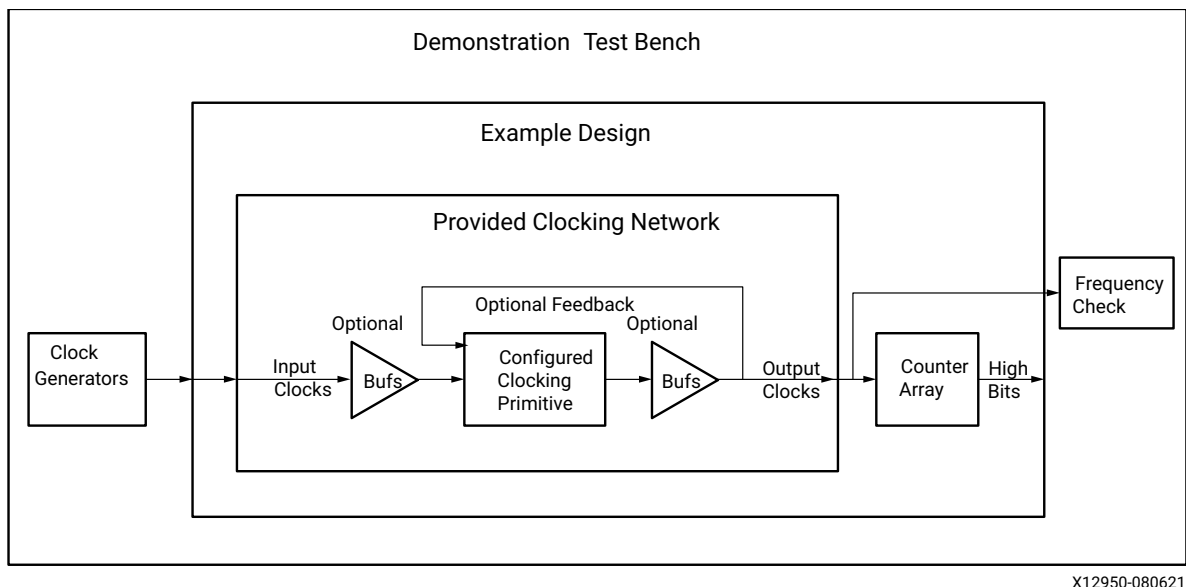 Demonstration Test Bench
Example Design
Provided Clocking Network
Optional Feedback
Frequency
Check
Optional
Optional
Clock
Generators
Input
Clocks
Bufs
Configured
Clocking
Primitive
Bufs
Output
Clocks
Counter
Array
High
Bits
X12950-080621